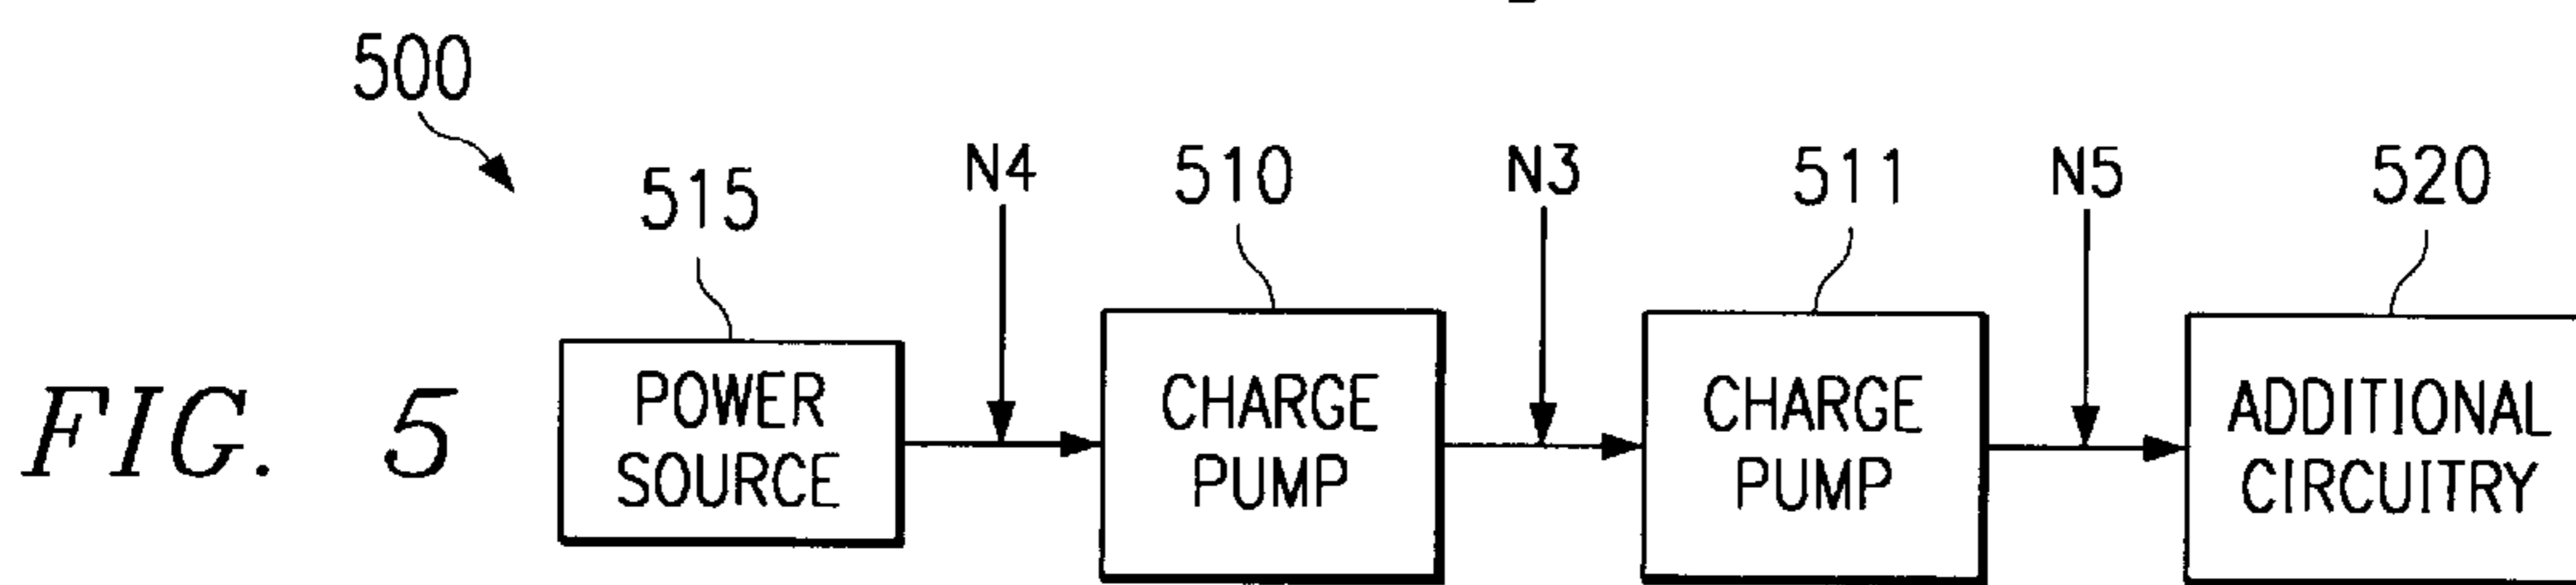 500
515
N4
510
N3
511
N5
520
FIG. 5
POWER
SOURCE
CHARGE
PUMP
CHARGE
PUMP
ADDITIONAL
CIRCUITRY